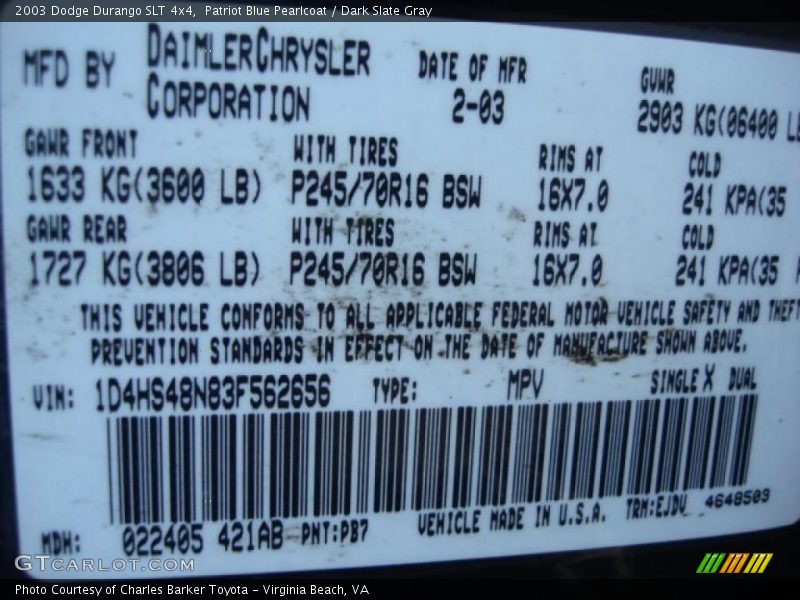 2003 Dodge Durango SLT 4x4,  Patriot Blue Pearlcoat / Dark Slate Gray
MFD BY DAIMLERCHRYSLER CORPORATION DATE OF MFR 2-03 GVWR 2903 KG(06400 LB
GAWR FRONT WITH TIRES RIMS AT COLD
1633 KG(3600 LB) P245/70R16 BSW 16X7.0 241 KPA(35
GAWR REAR WITH TIRES RIMS AT COLD
1727 KG(3806 LB) P245/70R16 BSW 16X7.0 241 KPA(35
THIS VEHICLE CONFORMS TO ALL APPLICABLE FEDERAL MOTOR VEHICLE SAFETY AND THEFT
PREVENTION STANDARDS IN EFFECT ON THE DATE OF MANUFACTURE SHOWN ABOVE.
VIN: 1D4HS48N83F562656 TYPE: MPV SINGLE X DUAL
MDH: 022405 421AB PNT:PB7 VEHICLE MADE IN U.S.A. TRM:EJDV 4648503
GTCARLOT.COM
Photo Courtesy of Charles Barker Toyota - Virginia Beach, VA